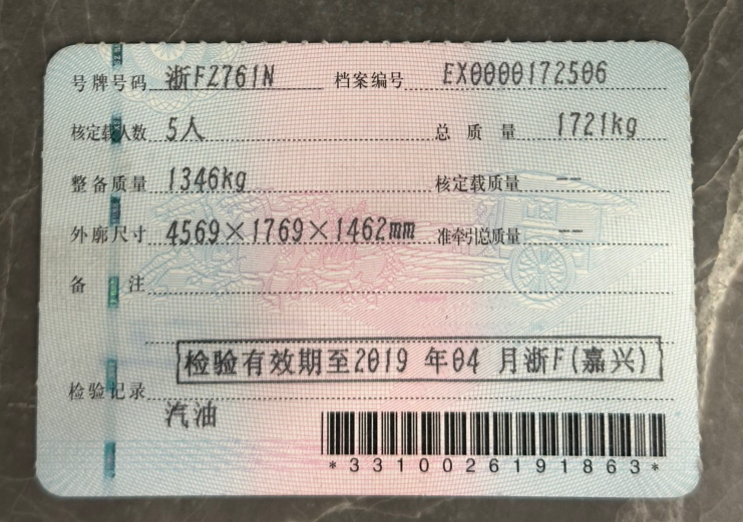 号牌号码 浙FZ761N 档案编号 EX0000172506
核定载人数 5人 总质量 1721kg
整备质量 1346kg 核定载质量 --
外廓尺寸 4569×1769×1462mm 准牵引总质量 --
备注
检验有效期至2019 年04 月浙F(嘉兴)
检验记录
汽油
*3310026191863*